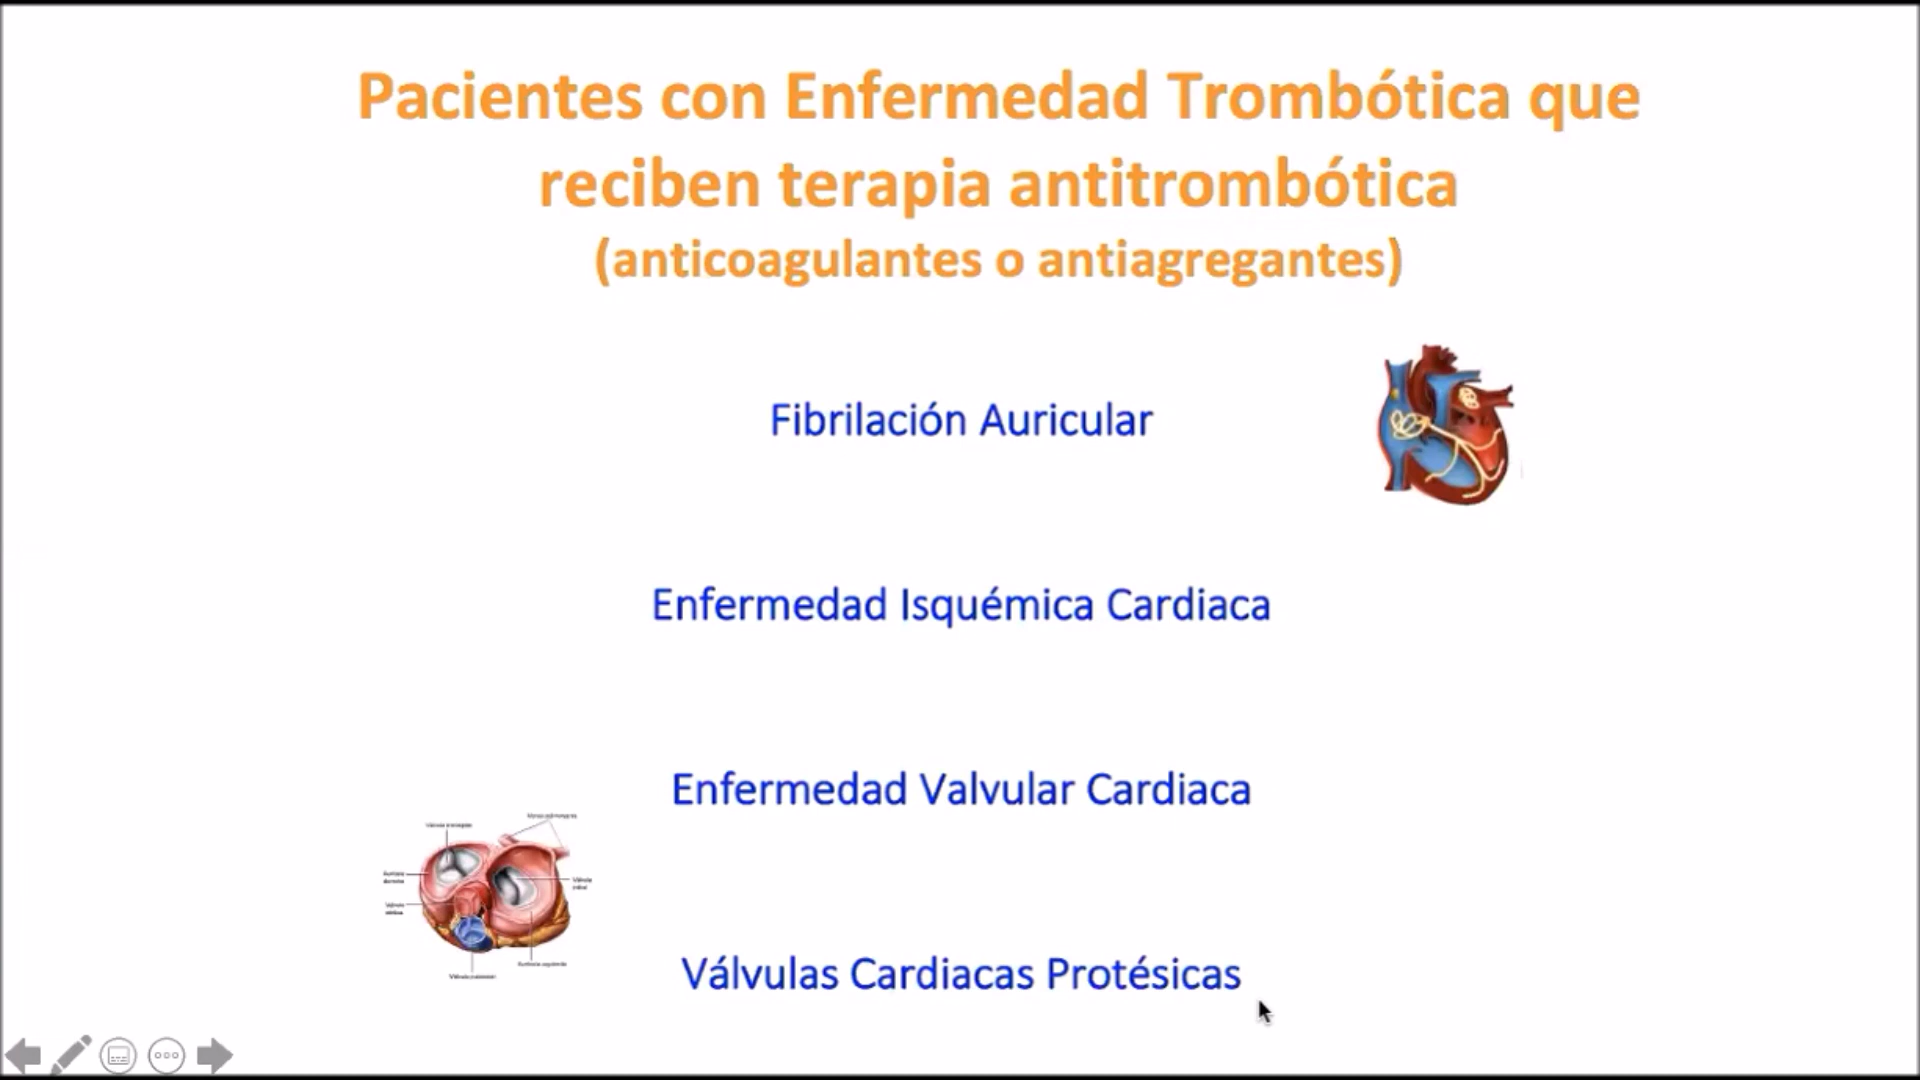 Pacientes con Enfermedad Trombótica que
reciben terapia antitrombótica
(anticoagulantes o antiagregantes)
Fibrilación Auricular
Enfermedad Isquémica Cardiaca
Enfermedad Valvular Cardiaca
Válvulas Cardiacas Protésicas